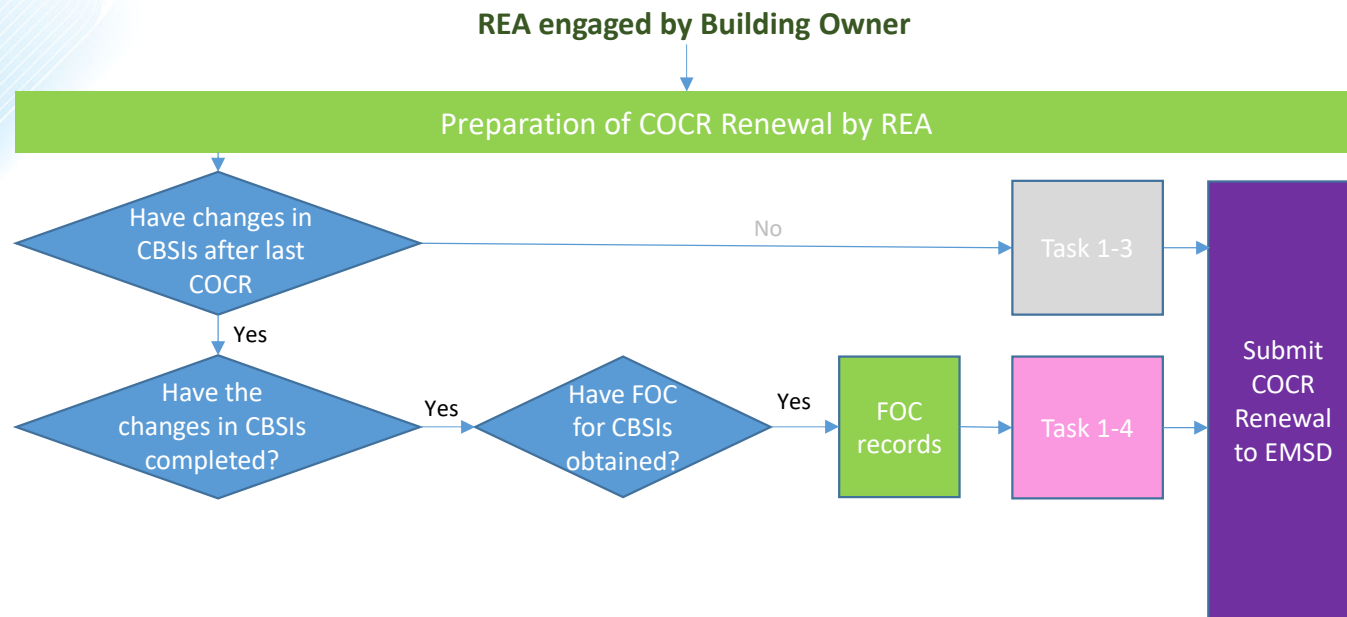 REA engaged by Building Owner
Preparation of COCR Renewal by REA
Have changes in
CBSIs after last
COCR
No
Task 1-3
Yes
Have the
changes in CBSIs
completed?
Yes
Have FOC
for CBSIs
obtained?
Yes
FOC
records
Task 1-4
Submit
COCR
Renewal
to EMSD